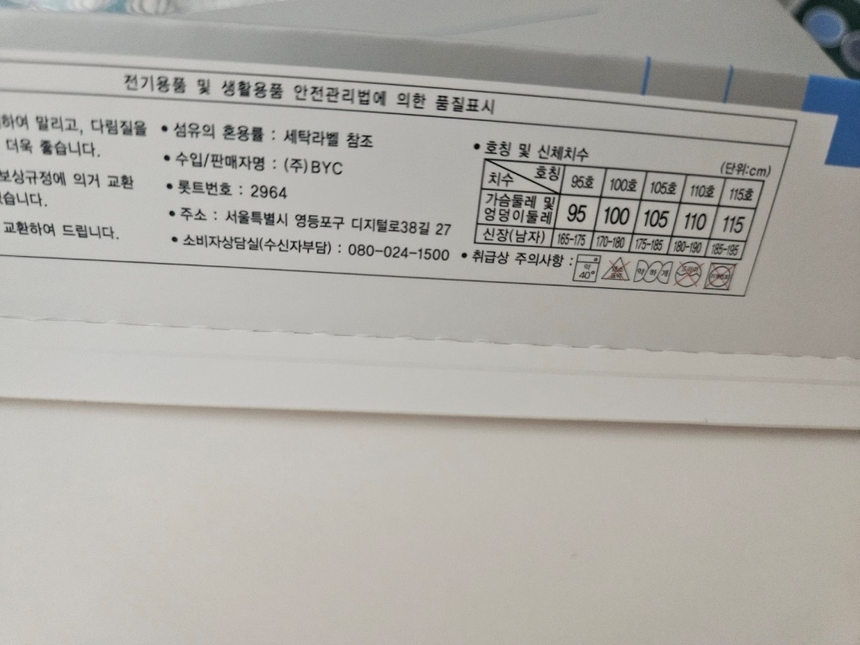 전기용품 및 생활용품 안전관리법에 의한 품질표시
하여 말리고, 다림질을
더욱 좋습니다.
보상규정에 의거 교환
습니다.
교환하여 드립니다.
• 섬유의 혼용률 : 세탁라벨 참조
• 수입/판매자명 : (주)BYC
• 롯트번호 : 2964
• 주소 : 서울특별시 영등포구 디지털로38길 27
• 소비자상담실(수신자부담) : 080-024-1500
• 호칭 및 신체치수
(단위:cm)
치수 호칭 95호 100호 105호 110호 115호
가슴둘레 및 엉덩이둘레 95 100 105 110 115
신장(남자) 165-175 170-180 175-185 180-190 185-195
• 취급상 주의사항 :
약 40°
약 하 게